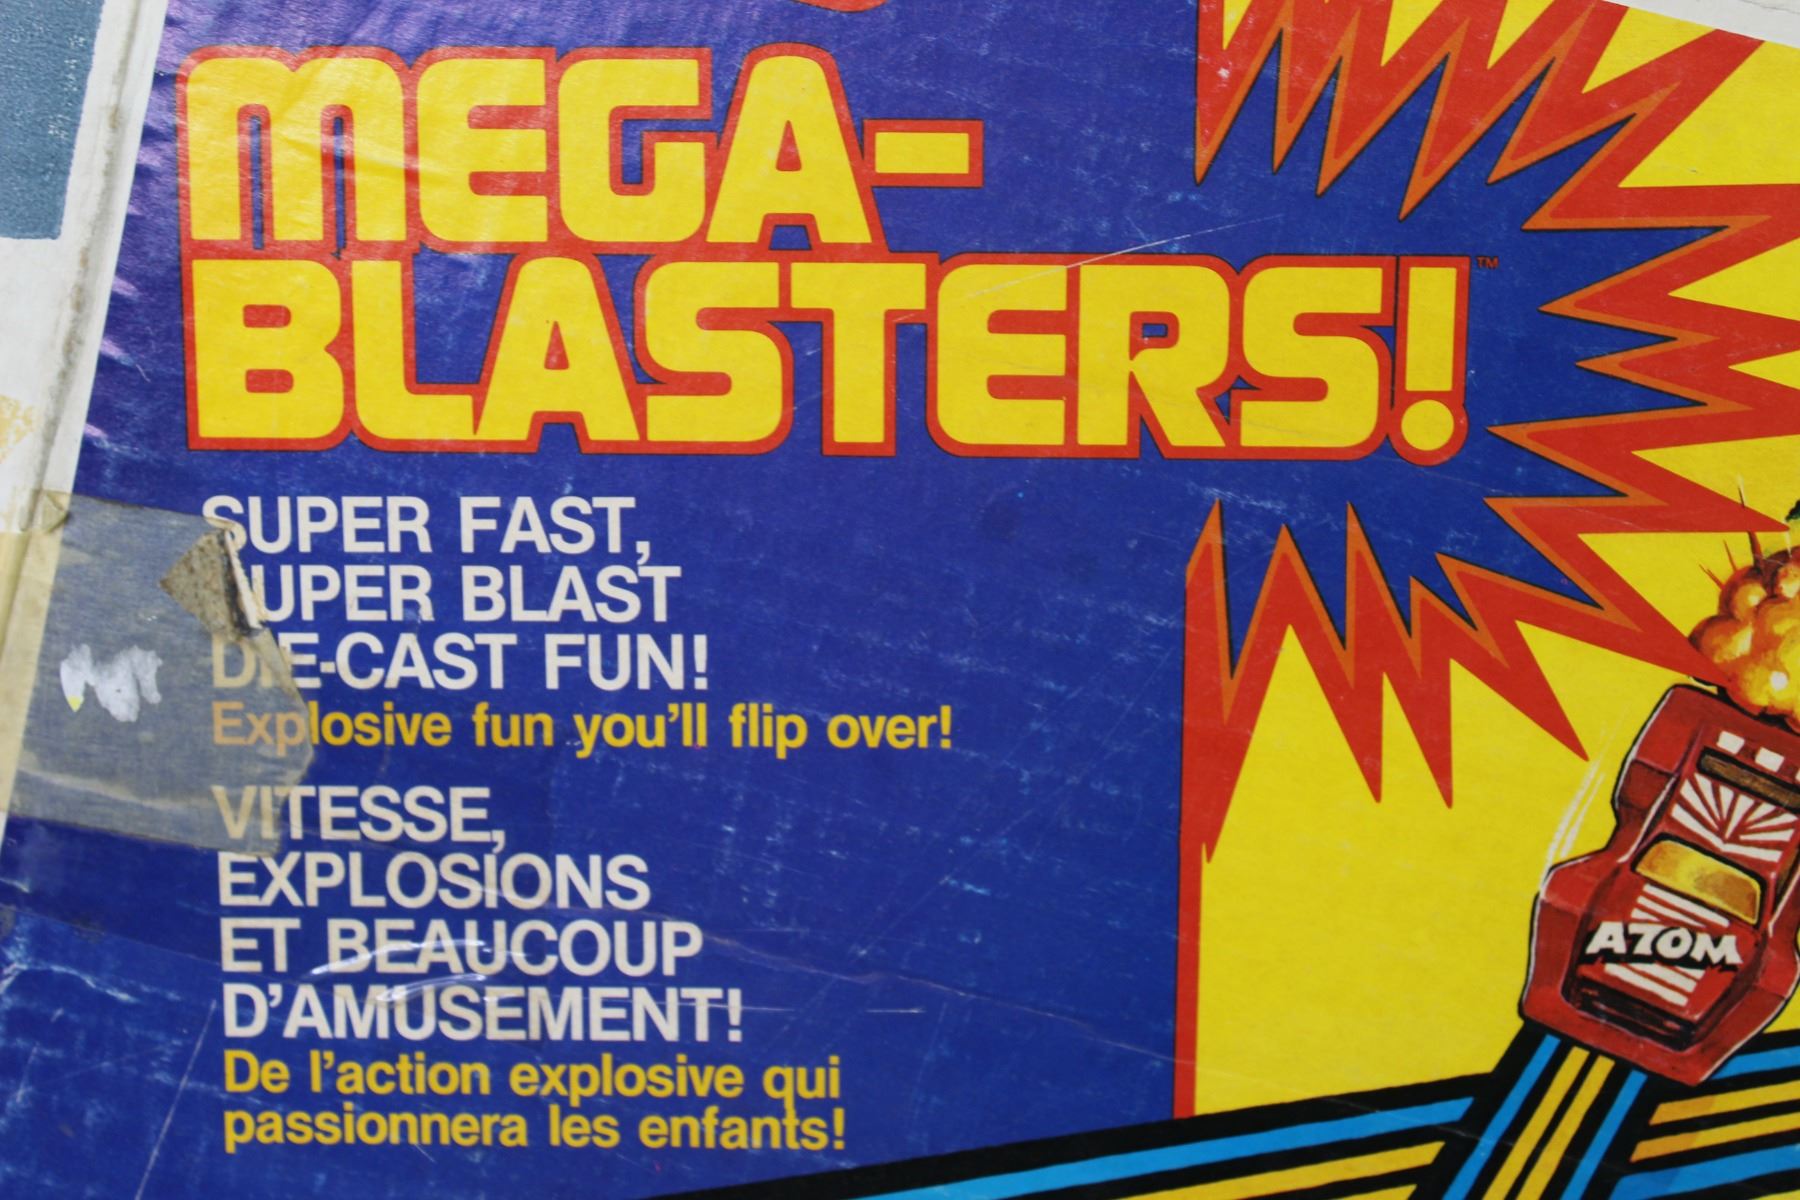 MEGA-
BLASTERS!™
SUPER FAST,
SUPER BLAST
DIE-CAST FUN!
Explosive fun you'll flip over!
VITESSE,
EXPLOSIONS
ET BEAUCOUP
D'AMUSEMENT!
De l'action explosive qui
passionnera les enfants!
ATOM